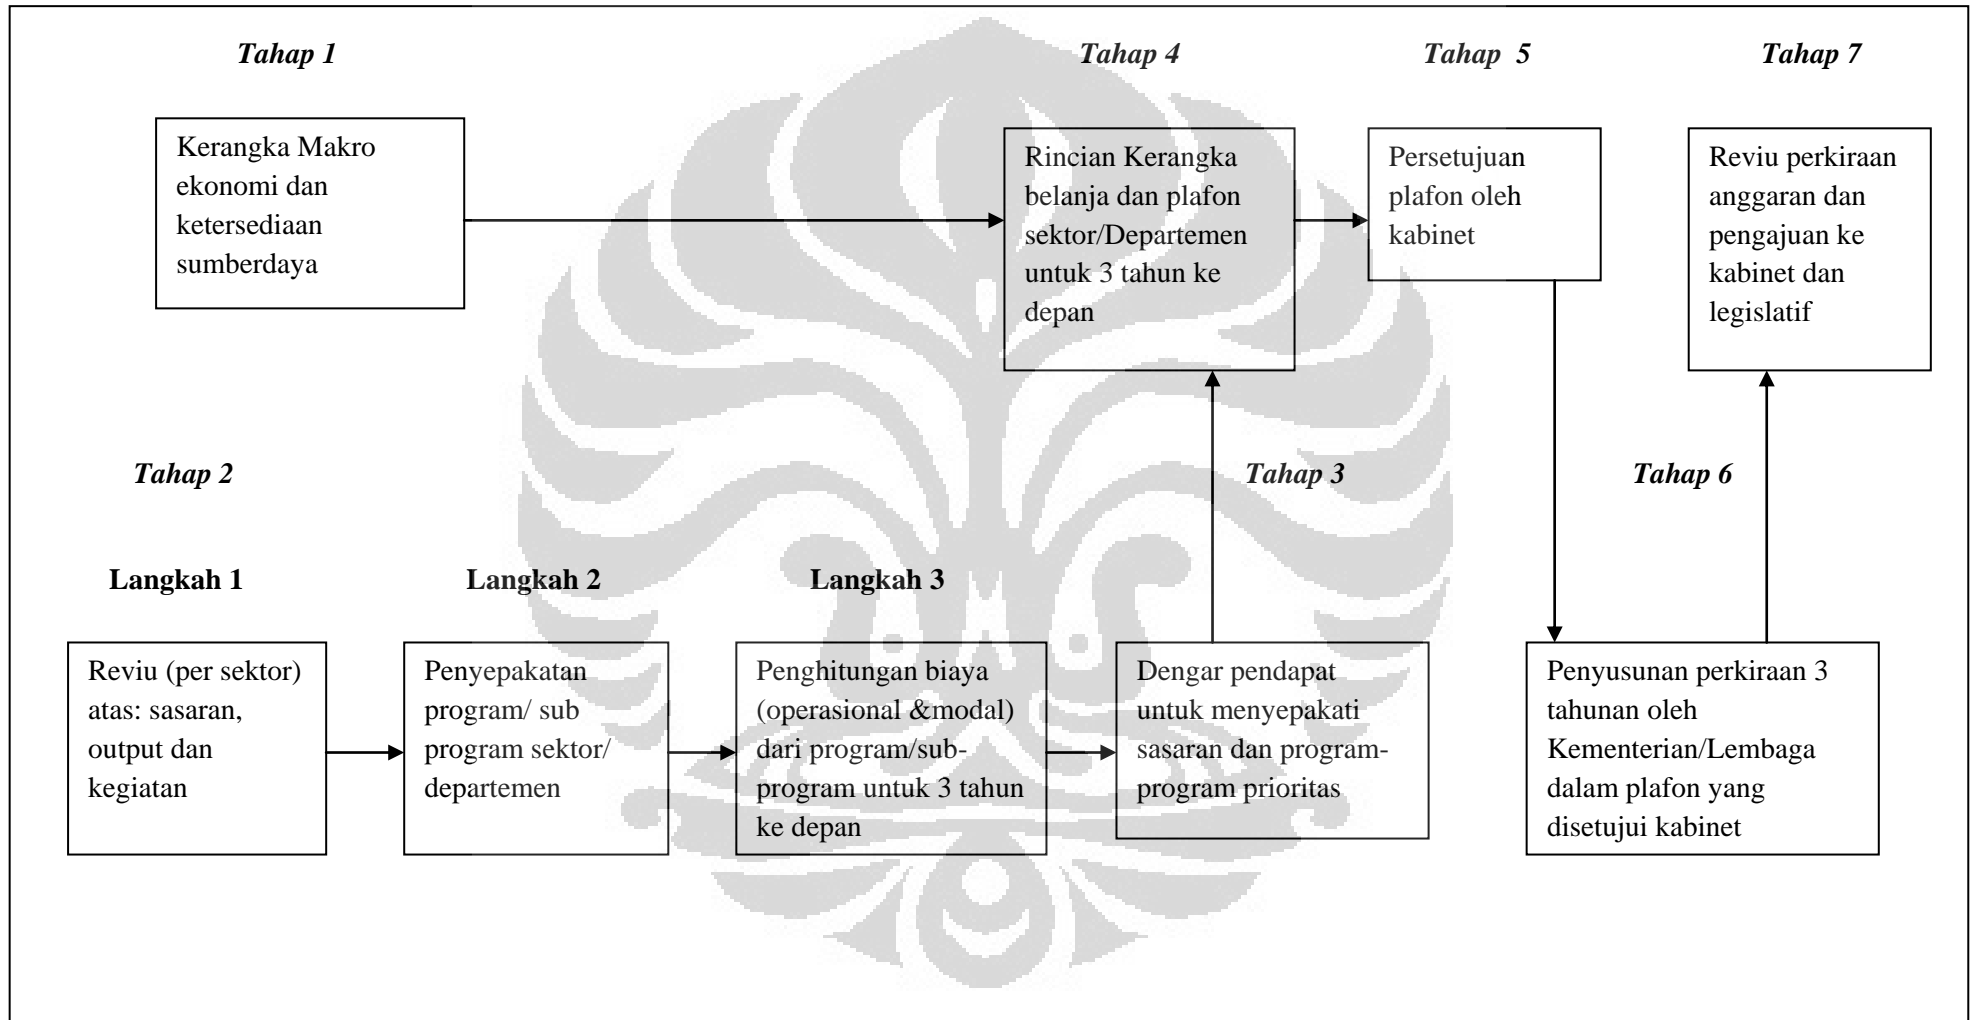 Tahap 1
Tahap 4
Tahap 5
Tahap 7
Kerangka Makro
ekonomi dan
ketersediaan
sumberdaya
Rincian Kerangka
belanja dan plafon
sektor/Departemen
untuk 3 tahun ke
depan
Persetujuan
plafon oleh
kabinet
Reviu perkiraan
anggaran dan
pengajuan ke
kabinet dan
legislatif
Tahap 2
Tahap 3
Tahap 6
Langkah 1
Langkah 2
Langkah 3
Reviu (per sektor)
atas: sasaran,
output dan
kegiatan
Penyepakatan
program/ sub
program sektor/
departemen
Penghitungan biaya
(operasional &modal)
dari program/sub-
program untuk 3 tahun
ke depan
Dengar pendapat
untuk menyepakati
sasaran dan program-
program prioritas
Penyusunan perkiraan 3
tahunan oleh
Kementerian/Lembaga
dalam plafon yang
disetujui kabinet